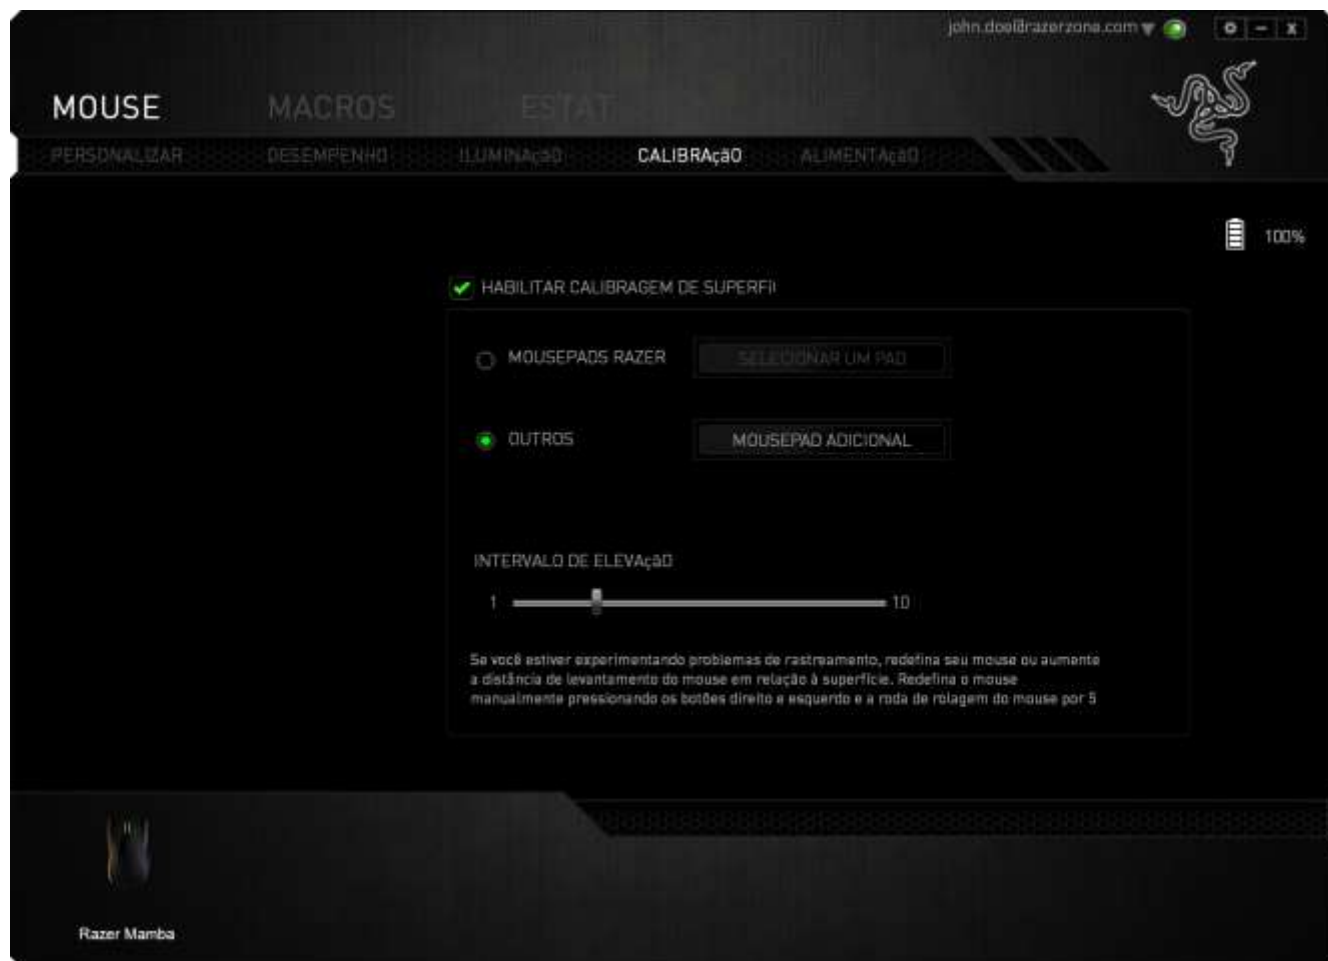 john.doe@razerzone.com
MOUSE MACROS ESTAT
PERSONALIZAR DESEMPENHO ILUMINAçãO CALIBRAçãO ALIMENTAçãO
100%
HABILITAR CALIBRAGEM DE SUPERFI
MOUSEPADS RAZER SELECIONAR UM PAD
OUTROS MOUSEPAD ADICIONAL
INTERVALO DE ELEVAçãO
1 10
Se você estiver experimentando problemas de rastreamento, redefina seu mouse ou aumente
a distância de levantamento do mouse em relação à superfície. Redefina o mouse
manualmente pressionando os botões direito e esquerdo e a roda de rolagem do mouse por 5
Razer Mamba